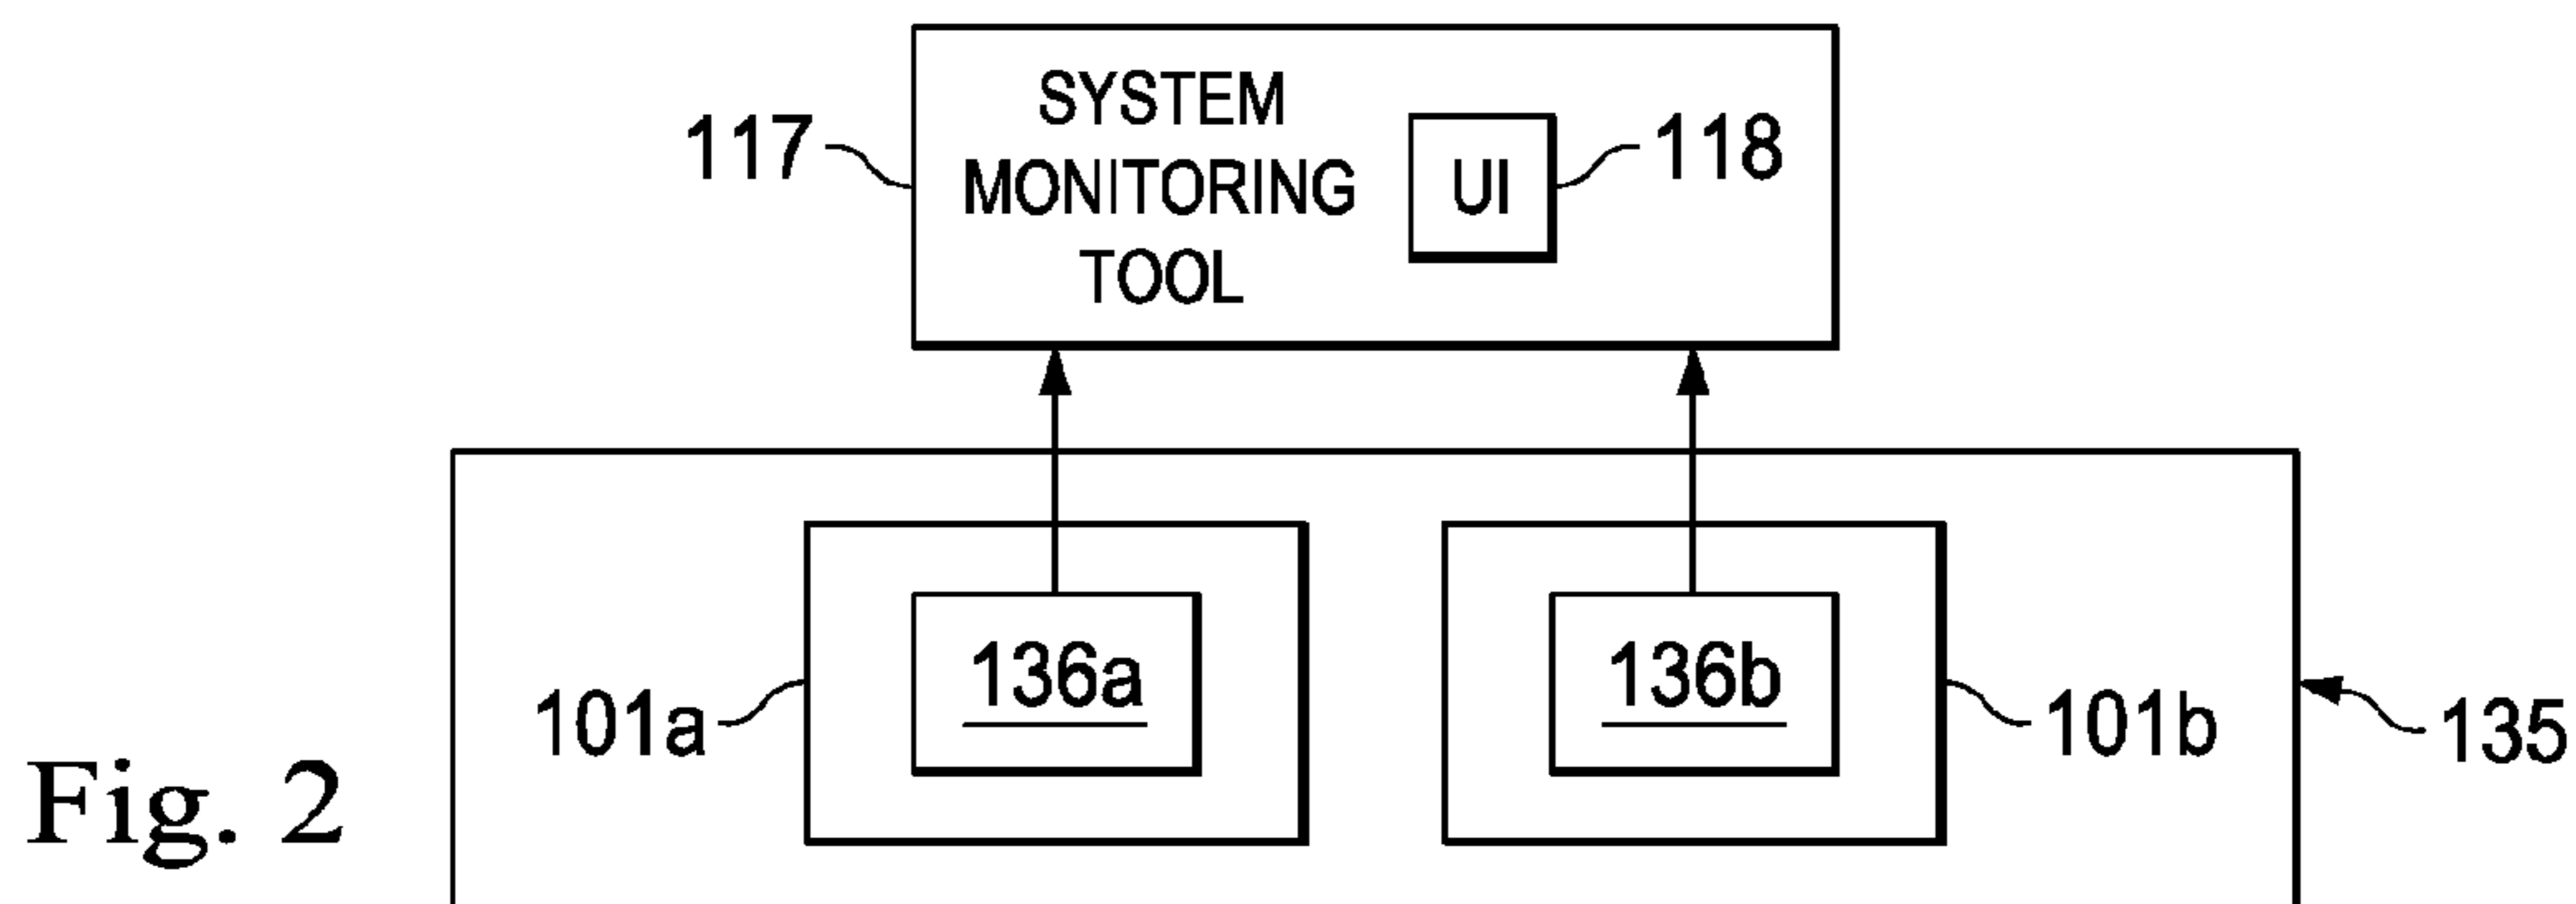 SYSTEM
MONITORING
TOOL
UI
117
118
136a
136b
101a
101b
135
Fig. 2